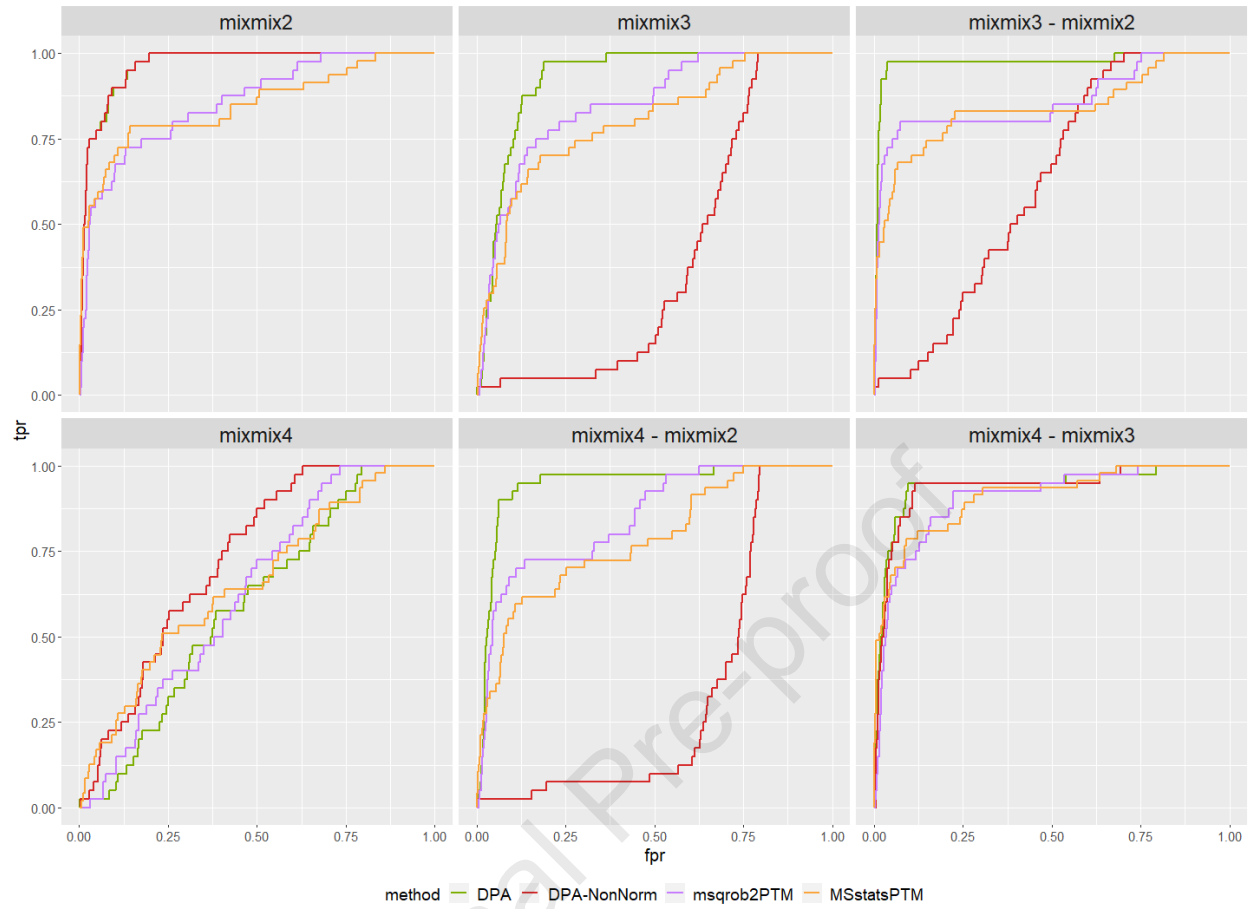 mixmix2 mixmix3 mixmix3 - mixmix2
1.00
0.75
0.50
0.25
0.00
mixmix4 mixmix4 - mixmix2 mixmix4 - mixmix3
tpr
1.00
0.75
0.50
0.25
0.00
0.00 0.25 0.50 0.75 1.00 0.00 0.25 0.50 0.75 1.00 0.00 0.25 0.50 0.75 1.00
fpr
method DPA DPA-NonNorm msqrob2PTM MSstatsPTM
al Pre-proof